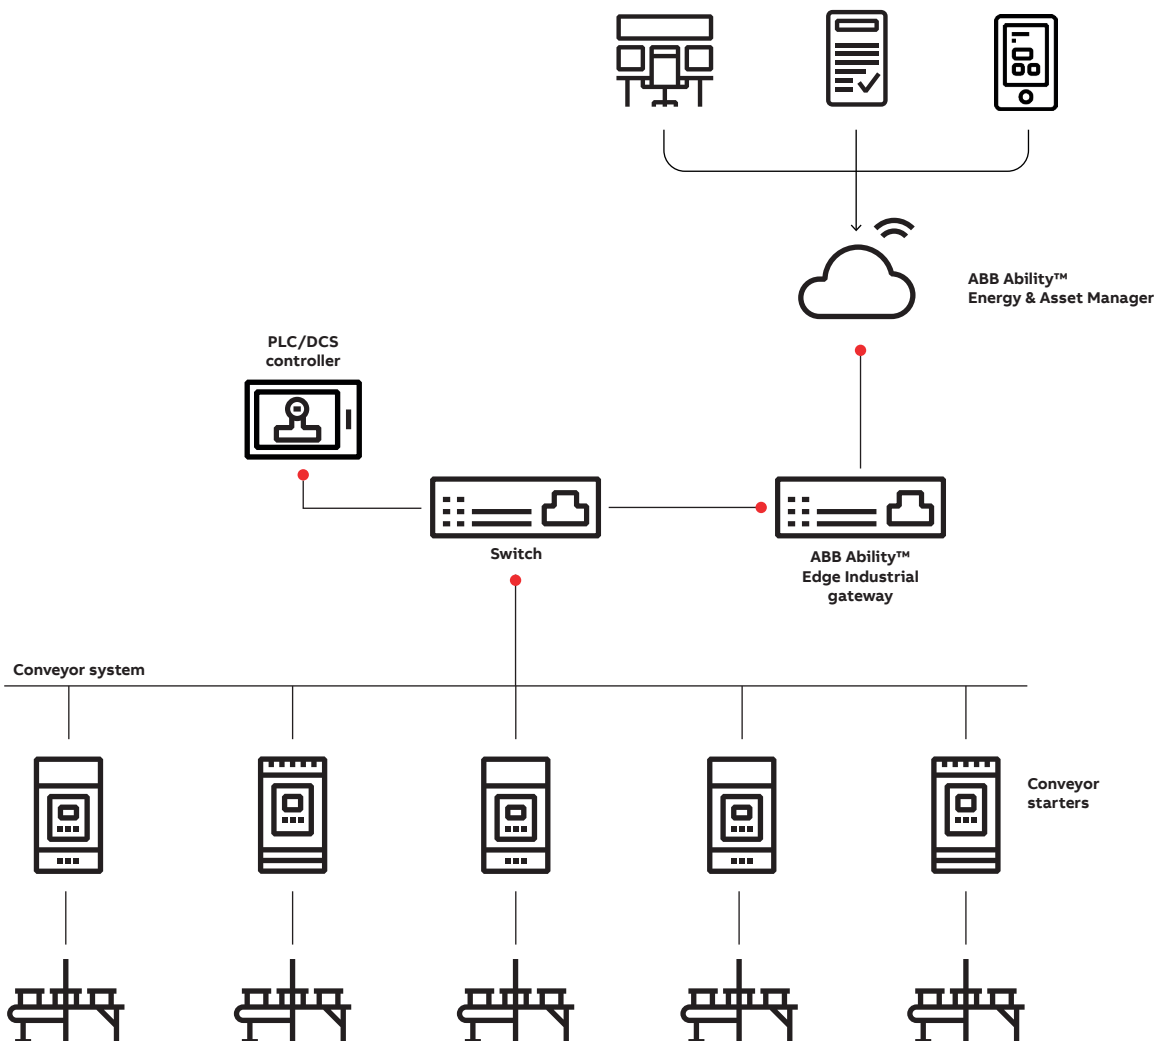 ABB Ability™
Energy & Asset Manager
PLC/DCS
controller
Switch
ABB Ability™
Edge Industrial
gateway
Conveyor system
Conveyor
starters